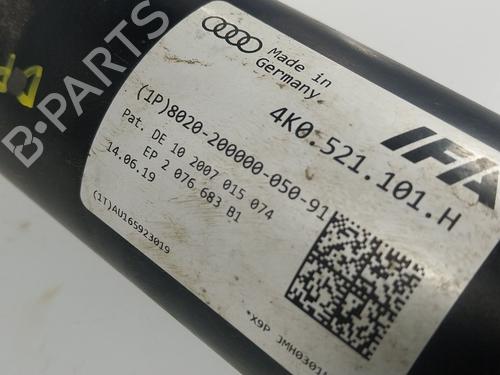 Made in
Germany
4K0.521.101.H
IFA
(1P)8020-200000-050-91
Pat. DE 10 2007 015 074
EP 2 076 683 B1
14.06.19
(1T)AU165923019
B-PARTS